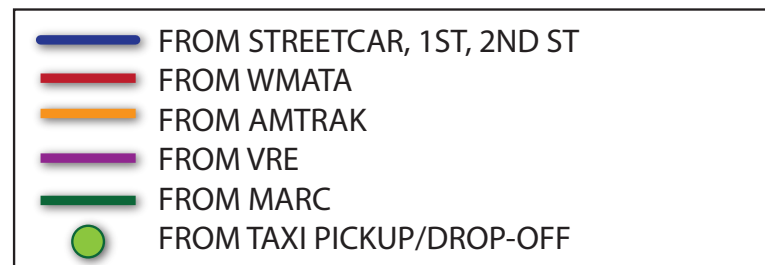 FROM STREETCAR, 1ST, 2ND ST
FROM WMATA
FROM AMTRAK
FROM VRE
FROM MARC
FROM TAXI PICKUP/DROP-OFF